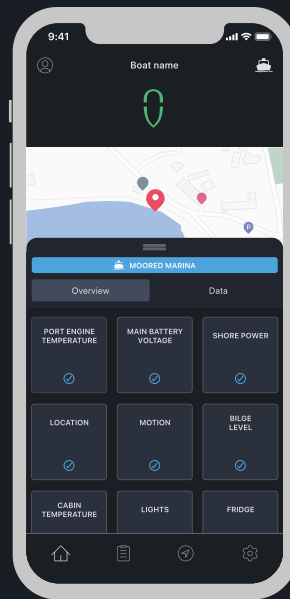 9:41
Boat name
P
MOORED MARINA
Overview
Data
PORT ENGINE
TEMPERATURE
MAIN BATTERY
VOLTAGE
SHORE POWER
LOCATION
MOTION
BILGE
LEVEL
CABIN
TEMPERATURE
LIGHTS
FRIDGE